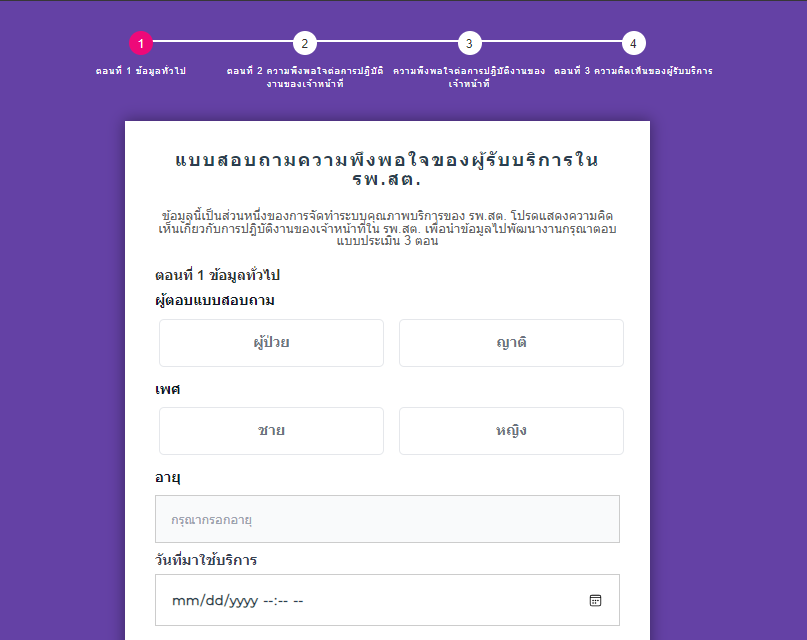 1 2 3 4
ตอนที่ 1 ข้อมูลทั่วไป
ตอนที่ 2 ความพึงพอใจต่อการปฏิบัติ
งานของเจ้าหน้าที่
ความพึงพอใจต่อการปฏิบัติงานของ
เจ้าหน้าที่
ตอนที่ 3 ความคิดเห็นของผู้รับบริการ
แบบสอบถามความพึงพอใจของผู้รับบริการใน
รพ.สต.
ข้อมูลนี้เป็นส่วนหนึ่งของการจัดทำระบบคุณภาพบริการของ รพ.สต. โปรดแสดงความคิด
เห็นเกี่ยวกับการปฏิบัติงานของเจ้าหน้าที่ใน รพ.สต. เพื่อนำข้อมูลไปพัฒนางานกรุณาตอบ
แบบประเมิน 3 ตอน
ตอนที่ 1 ข้อมูลทั่วไป
ผู้ตอบแบบสอบถาม
ผู้ป่วย ญาติ
เพศ
ชาย หญิง
อายุ
กรุณากรอกอายุ
วันที่มาใช้บริการ
mm/dd/yyyy --:-- --